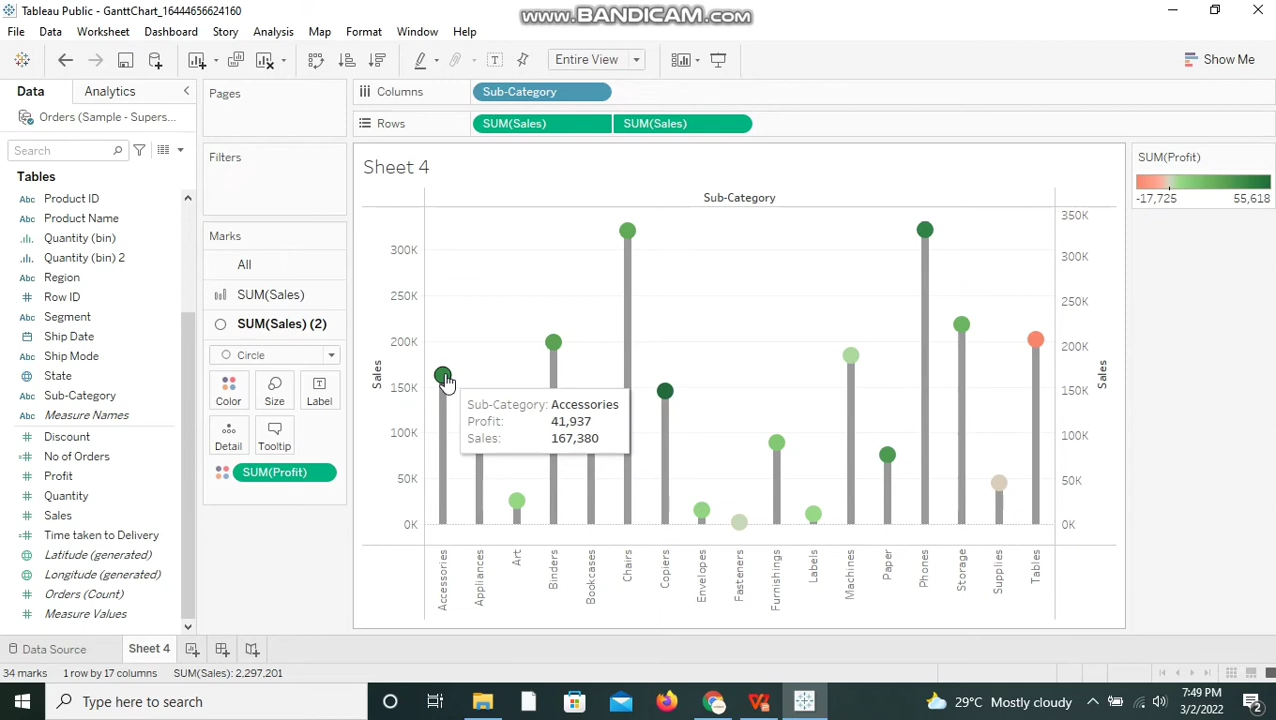 Tableau Public - GanttChart_16444656624160
www.BANDICAM.com
File Data Worksheet Dashboard Story Analysis Map Format Window Help
Entire View
Show Me
Data Analytics
Pages
Columns Sub-Category
Orders (Sample - Supers...
Rows SUM(Sales) SUM(Sales)
Search
Filters
Tables
Product ID
Product Name
Quantity (bin)
Quantity (bin) 2
Region
Row ID
Segment
Ship Date
Ship Mode
State
Sub-Category
Measure Names
Discount
No of Orders
Profit
Quantity
Sales
Time taken to Delivery
Latitude (generated)
Longitude (generated)
Orders (Count)
Measure Values
Marks
All
SUM(Sales)
SUM(Sales) (2)
Circle
Color Size Label
Detail Tooltip
SUM(Profit)
Sheet 4
Sub-Category
Sales
300K
250K
200K
150K
100K
50K
0K
350K
300K
250K
200K
150K
100K
50K
0K
Sales
Sub-Category: Accessories
Profit: 41,937
Sales: 167,380
Accessories
Appliances
Art
Binders
Bookcases
Chairs
Copiers
Envelopes
Fasteners
Furnishings
Labels
Machines
Paper
Phones
Storage
Supplies
Tables
SUM(Profit)
-17,725 55,618
Data Source Sheet 4
34 marks 1 row by 17 columns SUM(Sales): 2,297,201
Type here to search
29°C Mostly cloudy
7:49 PM
3/2/2022
2